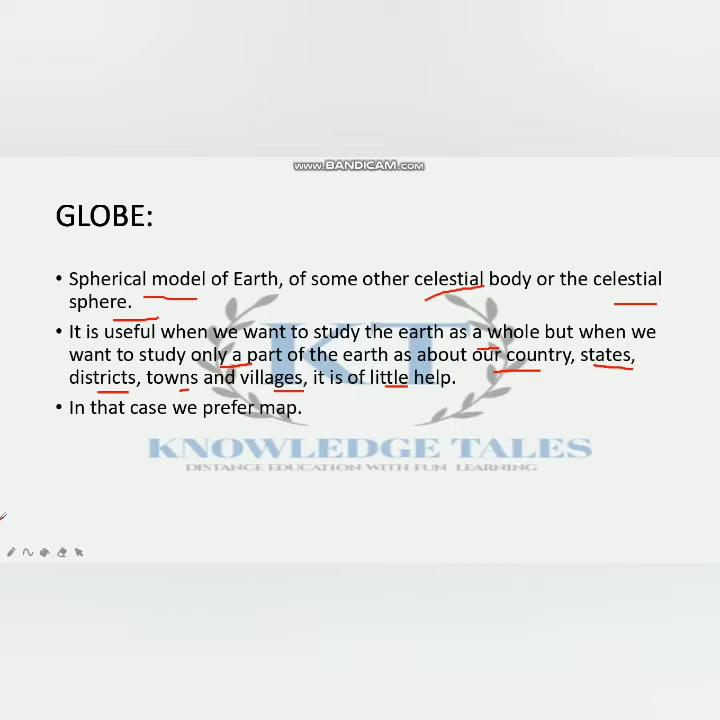 www.BANDICAM.com
GLOBE:
• Spherical model of Earth, of some other celestial body or the celestial
sphere.
• It is useful when we want to study the earth as a whole but when we
want to study only a part of the earth as about our country, states,
districts, towns and villages, it is of little help.
• In that case we prefer map.
KT
KNOWLEDGE TALES
DISTANCE EDUCATION WITH FUN LEARNING